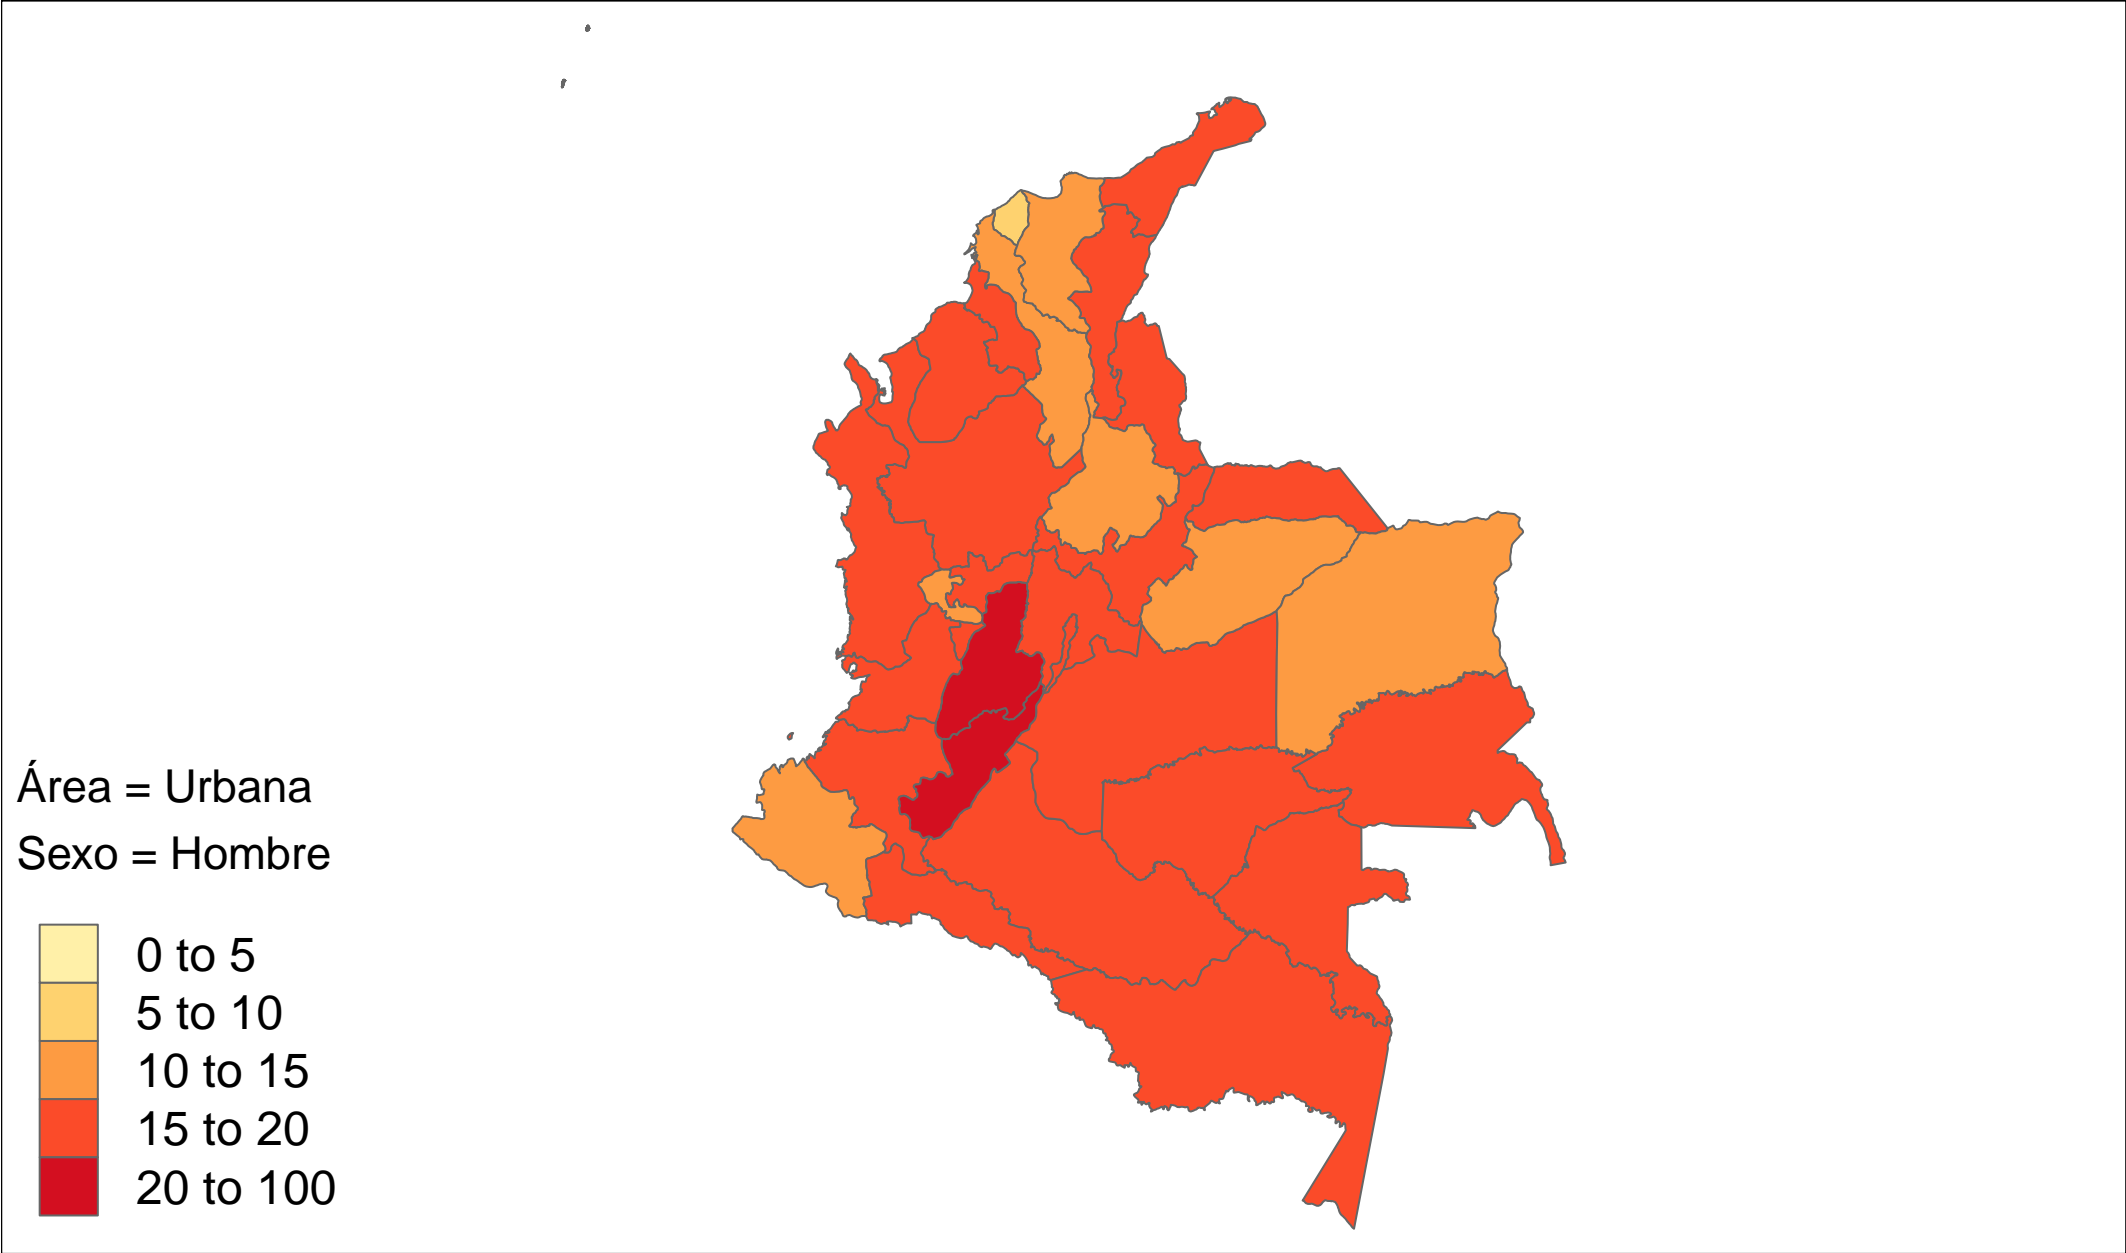 Área = Urbana
Sexo = Hombre
0 to 5
5 to 10
10 to 15
15 to 20
20 to 100